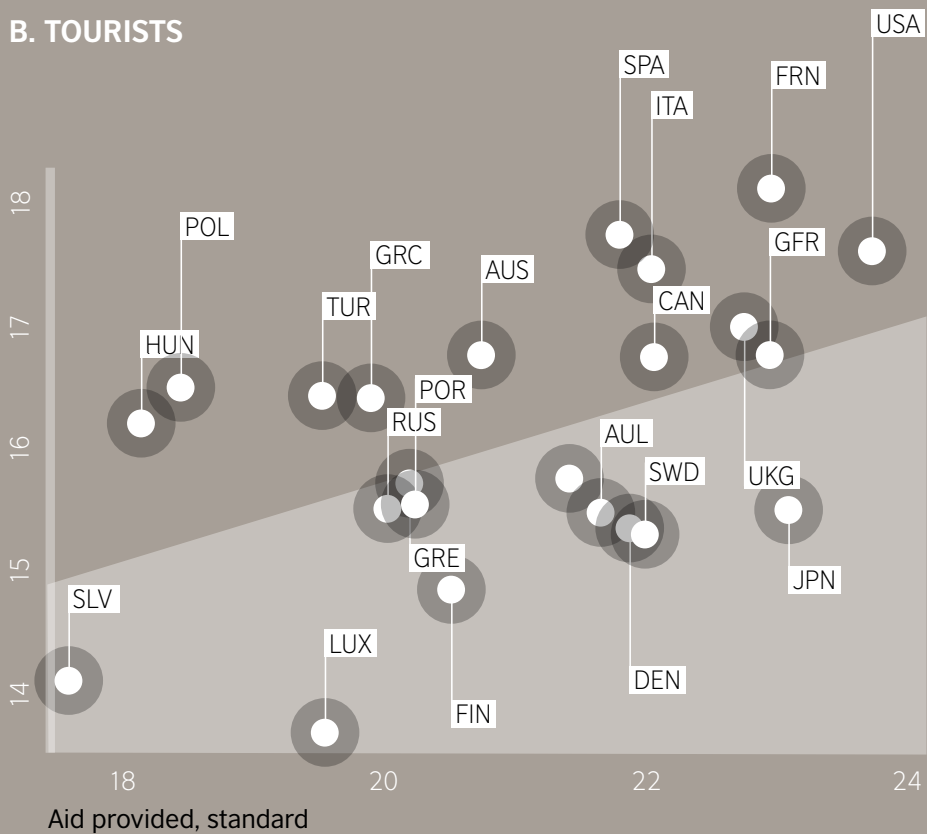 B. TOURISTS
USA
SPA
FRN
ITA
18
POL
GRC
GFR
AUS
CAN
TUR
17
HUN
POR
RUS
AUL
16
SWD
UKG
GRE
15
JPN
SLV
LUX
DEN
14
FIN
18 20 22 24
Aid provided, standard